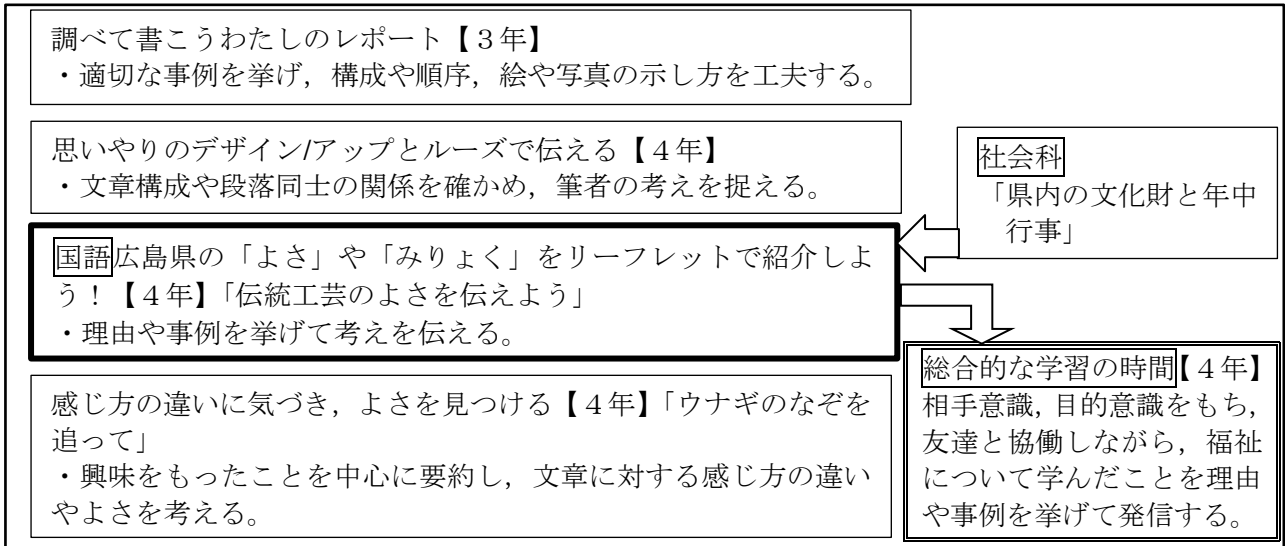 調べて書こうわたしのレポート【３年】
・適切な事例を挙げ，構成や順序，絵や写真の示し方を工夫する。
思いやりのデザイン/アップとルーズで伝える【４年】
・文章構成や段落同士の関係を確かめ，筆者の考えを捉える。
社会科
「県内の文化財と年中
行事」
国語広島県の「よさ」や「みりょく」をリーフレットで紹介しよ
う！【４年】「伝統工芸のよさを伝えよう」
・理由や事例を挙げて考えを伝える。
感じ方の違いに気づき，よさを見つける【４年】「ウナギのなぞを
追って」
・興味をもったことを中心に要約し，文章に対する感じ方の違い
やよさを考える。
総合的な学習の時間【４年】
相手意識，目的意識をもち，
友達と協働しながら，福祉
について学んだことを理由
や事例を挙げて発信する。